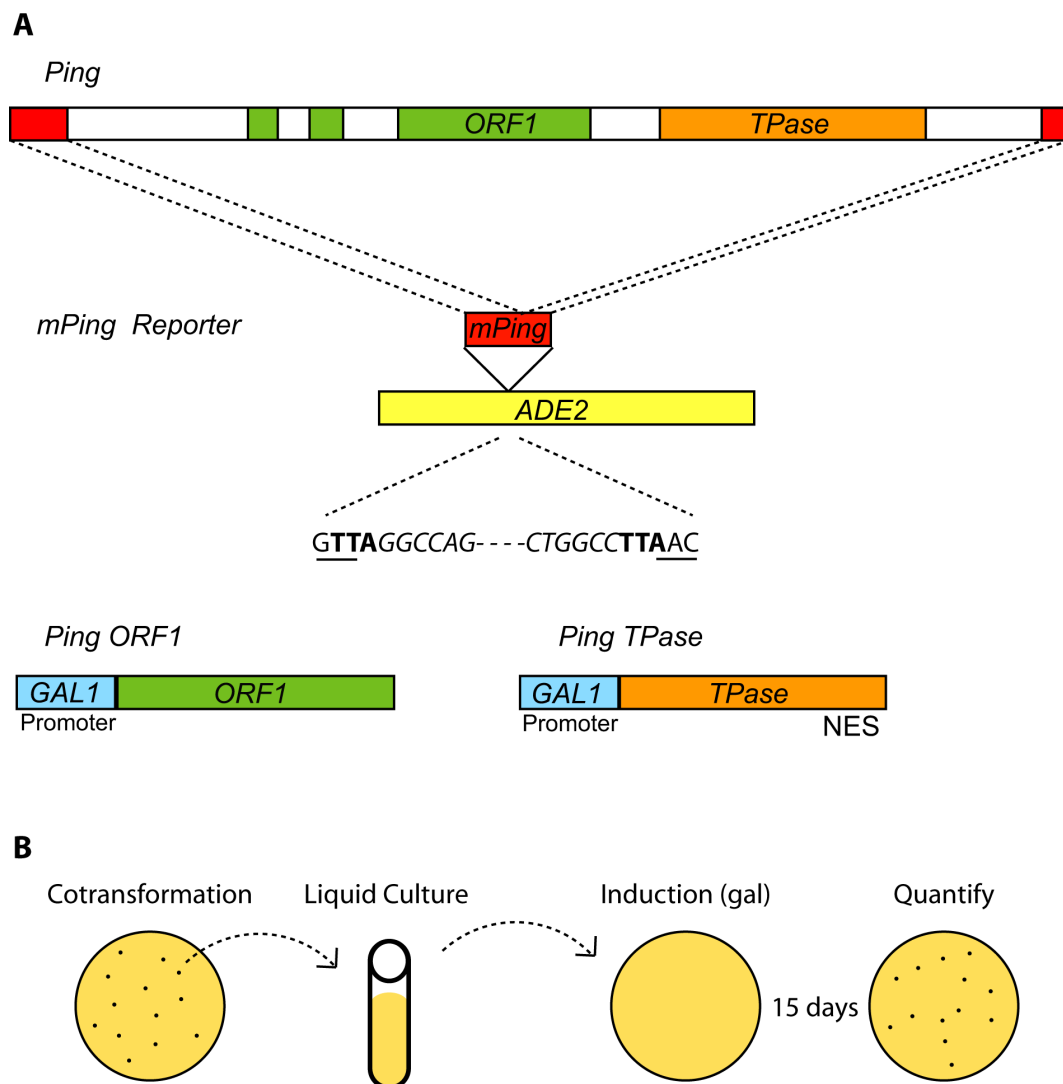 A
Ping
ORF1 TPase
mPing Reporter
mPing
ADE2
GTTAGGCCAG----CTGGCCTTAAC
Ping ORF1 Ping TPase
GAL1 ORF1 GAL1 TPase
Promoter Promoter NES
B
Cotransformation Liquid Culture Induction (gal) Quantify
15 days